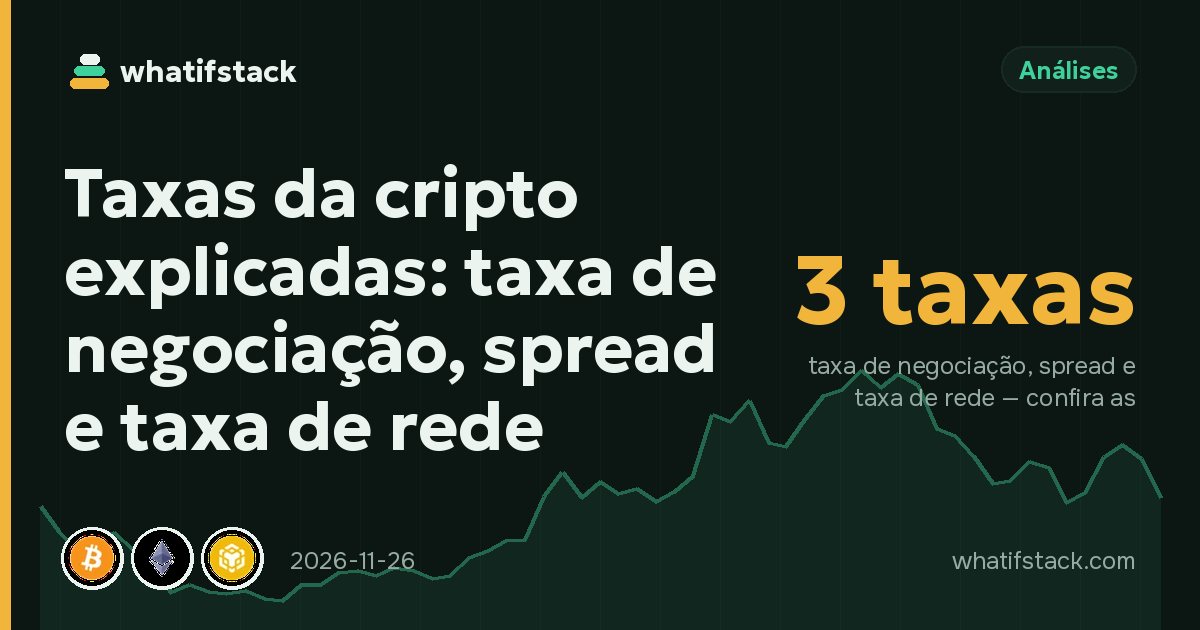 whatifstack
Análises
Taxas da cripto
explicadas: taxa de
negociação, spread
e taxa de rede
3 taxas
taxa de negociação, spread e
taxa de rede — confira as
2026-11-26
whatifstack.com